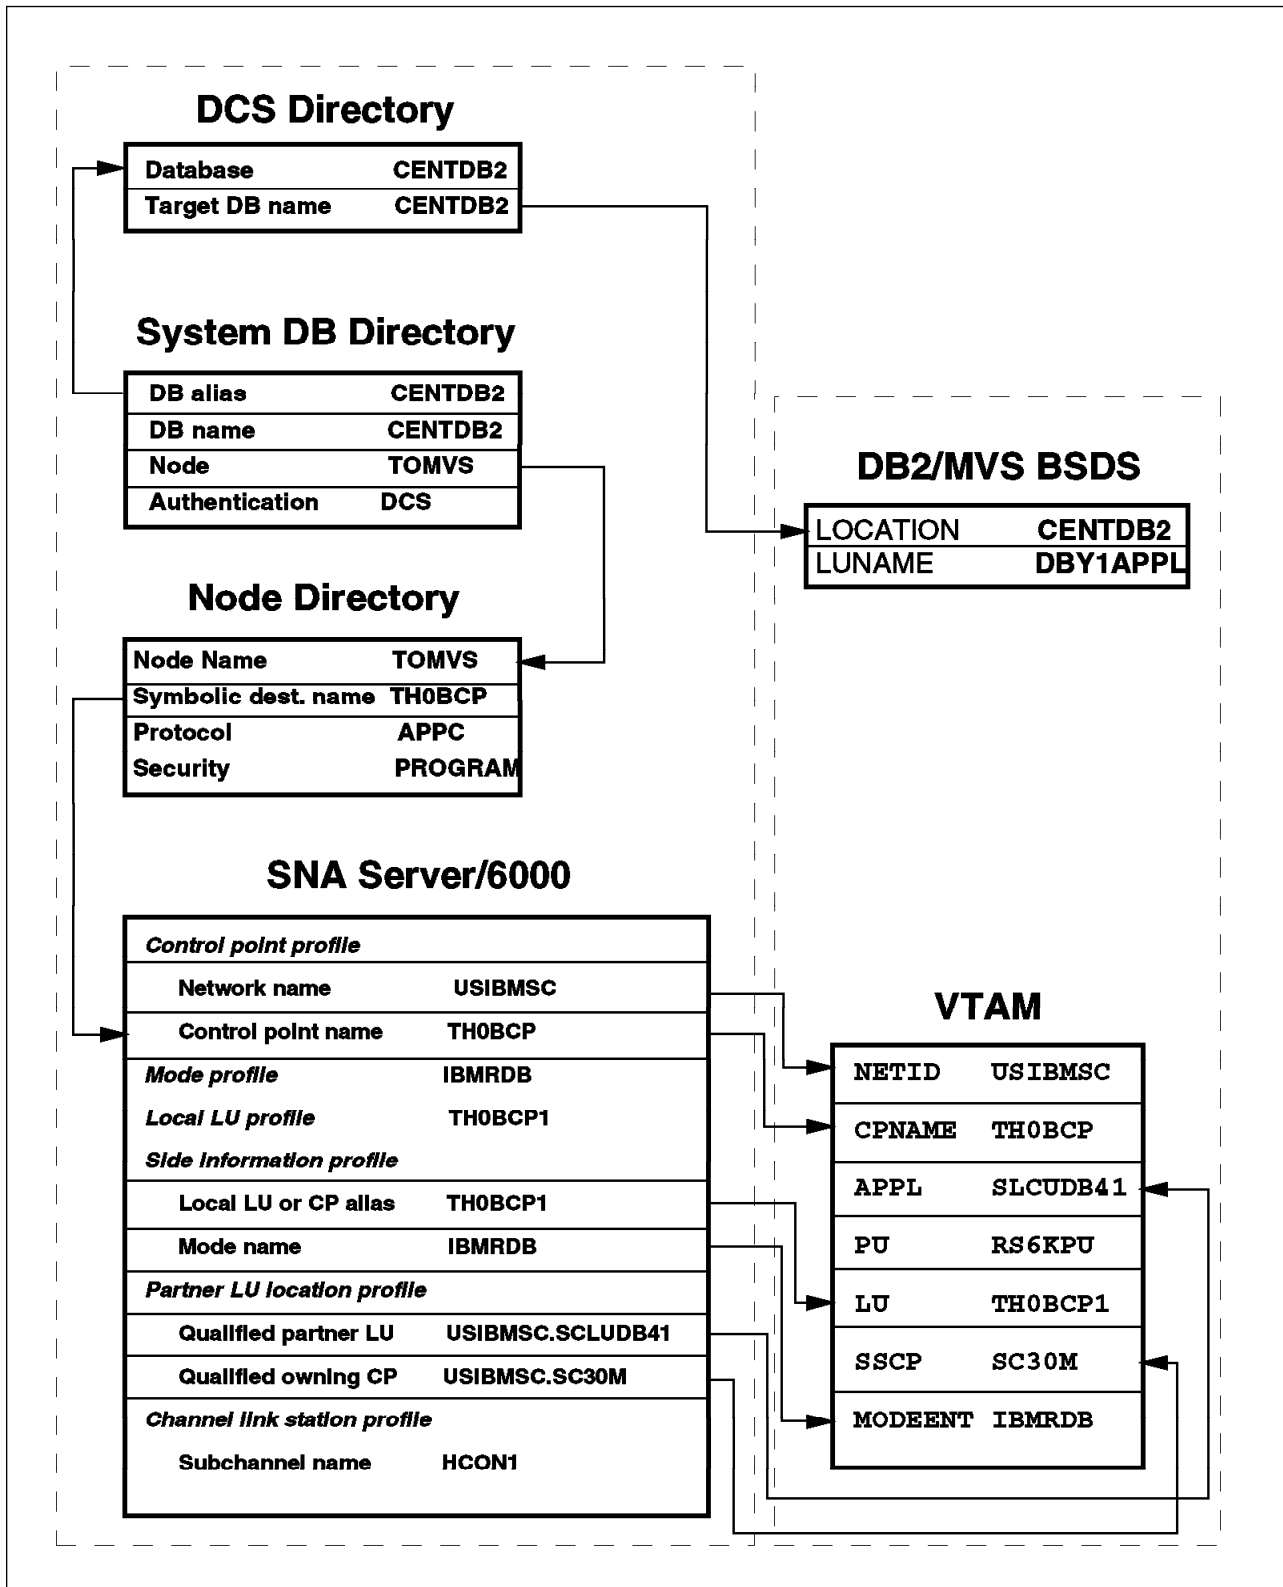 DCS Directory
Database CENTDB2
Target DB name CENTDB2
System DB Directory
DB alias CENTDB2
DB name CENTDB2
Node TOMVS
Authentication DCS
Node Directory
Node Name TOMVS
Symbolic dest. name TH0BCP
Protocol APPC
Security PROGRAM
SNA Server/6000
Control point profile
Network name USIBMSC
Control point name TH0BCP
Mode profile IBMRDB
Local LU profile TH0BCP1
Side Information profile
Local LU or CP alias TH0BCP1
Mode name IBMRDB
Partner LU location profile
Qualified partner LU USIBMSC.SCLUDB41
Qualified owning CP USIBMSC.SC30M
Channel link station profile
Subchannel name HCON1
DB2/MVS BSDS
LOCATION CENTDB2
LUNAME DBY1APPL
VTAM
NETID USIBMSC
CPNAME TH0BCP
APPL SLCUDB41
PU RS6KPU
LU TH0BCP1
SSCP SC30M
MODEENT IBMRDB